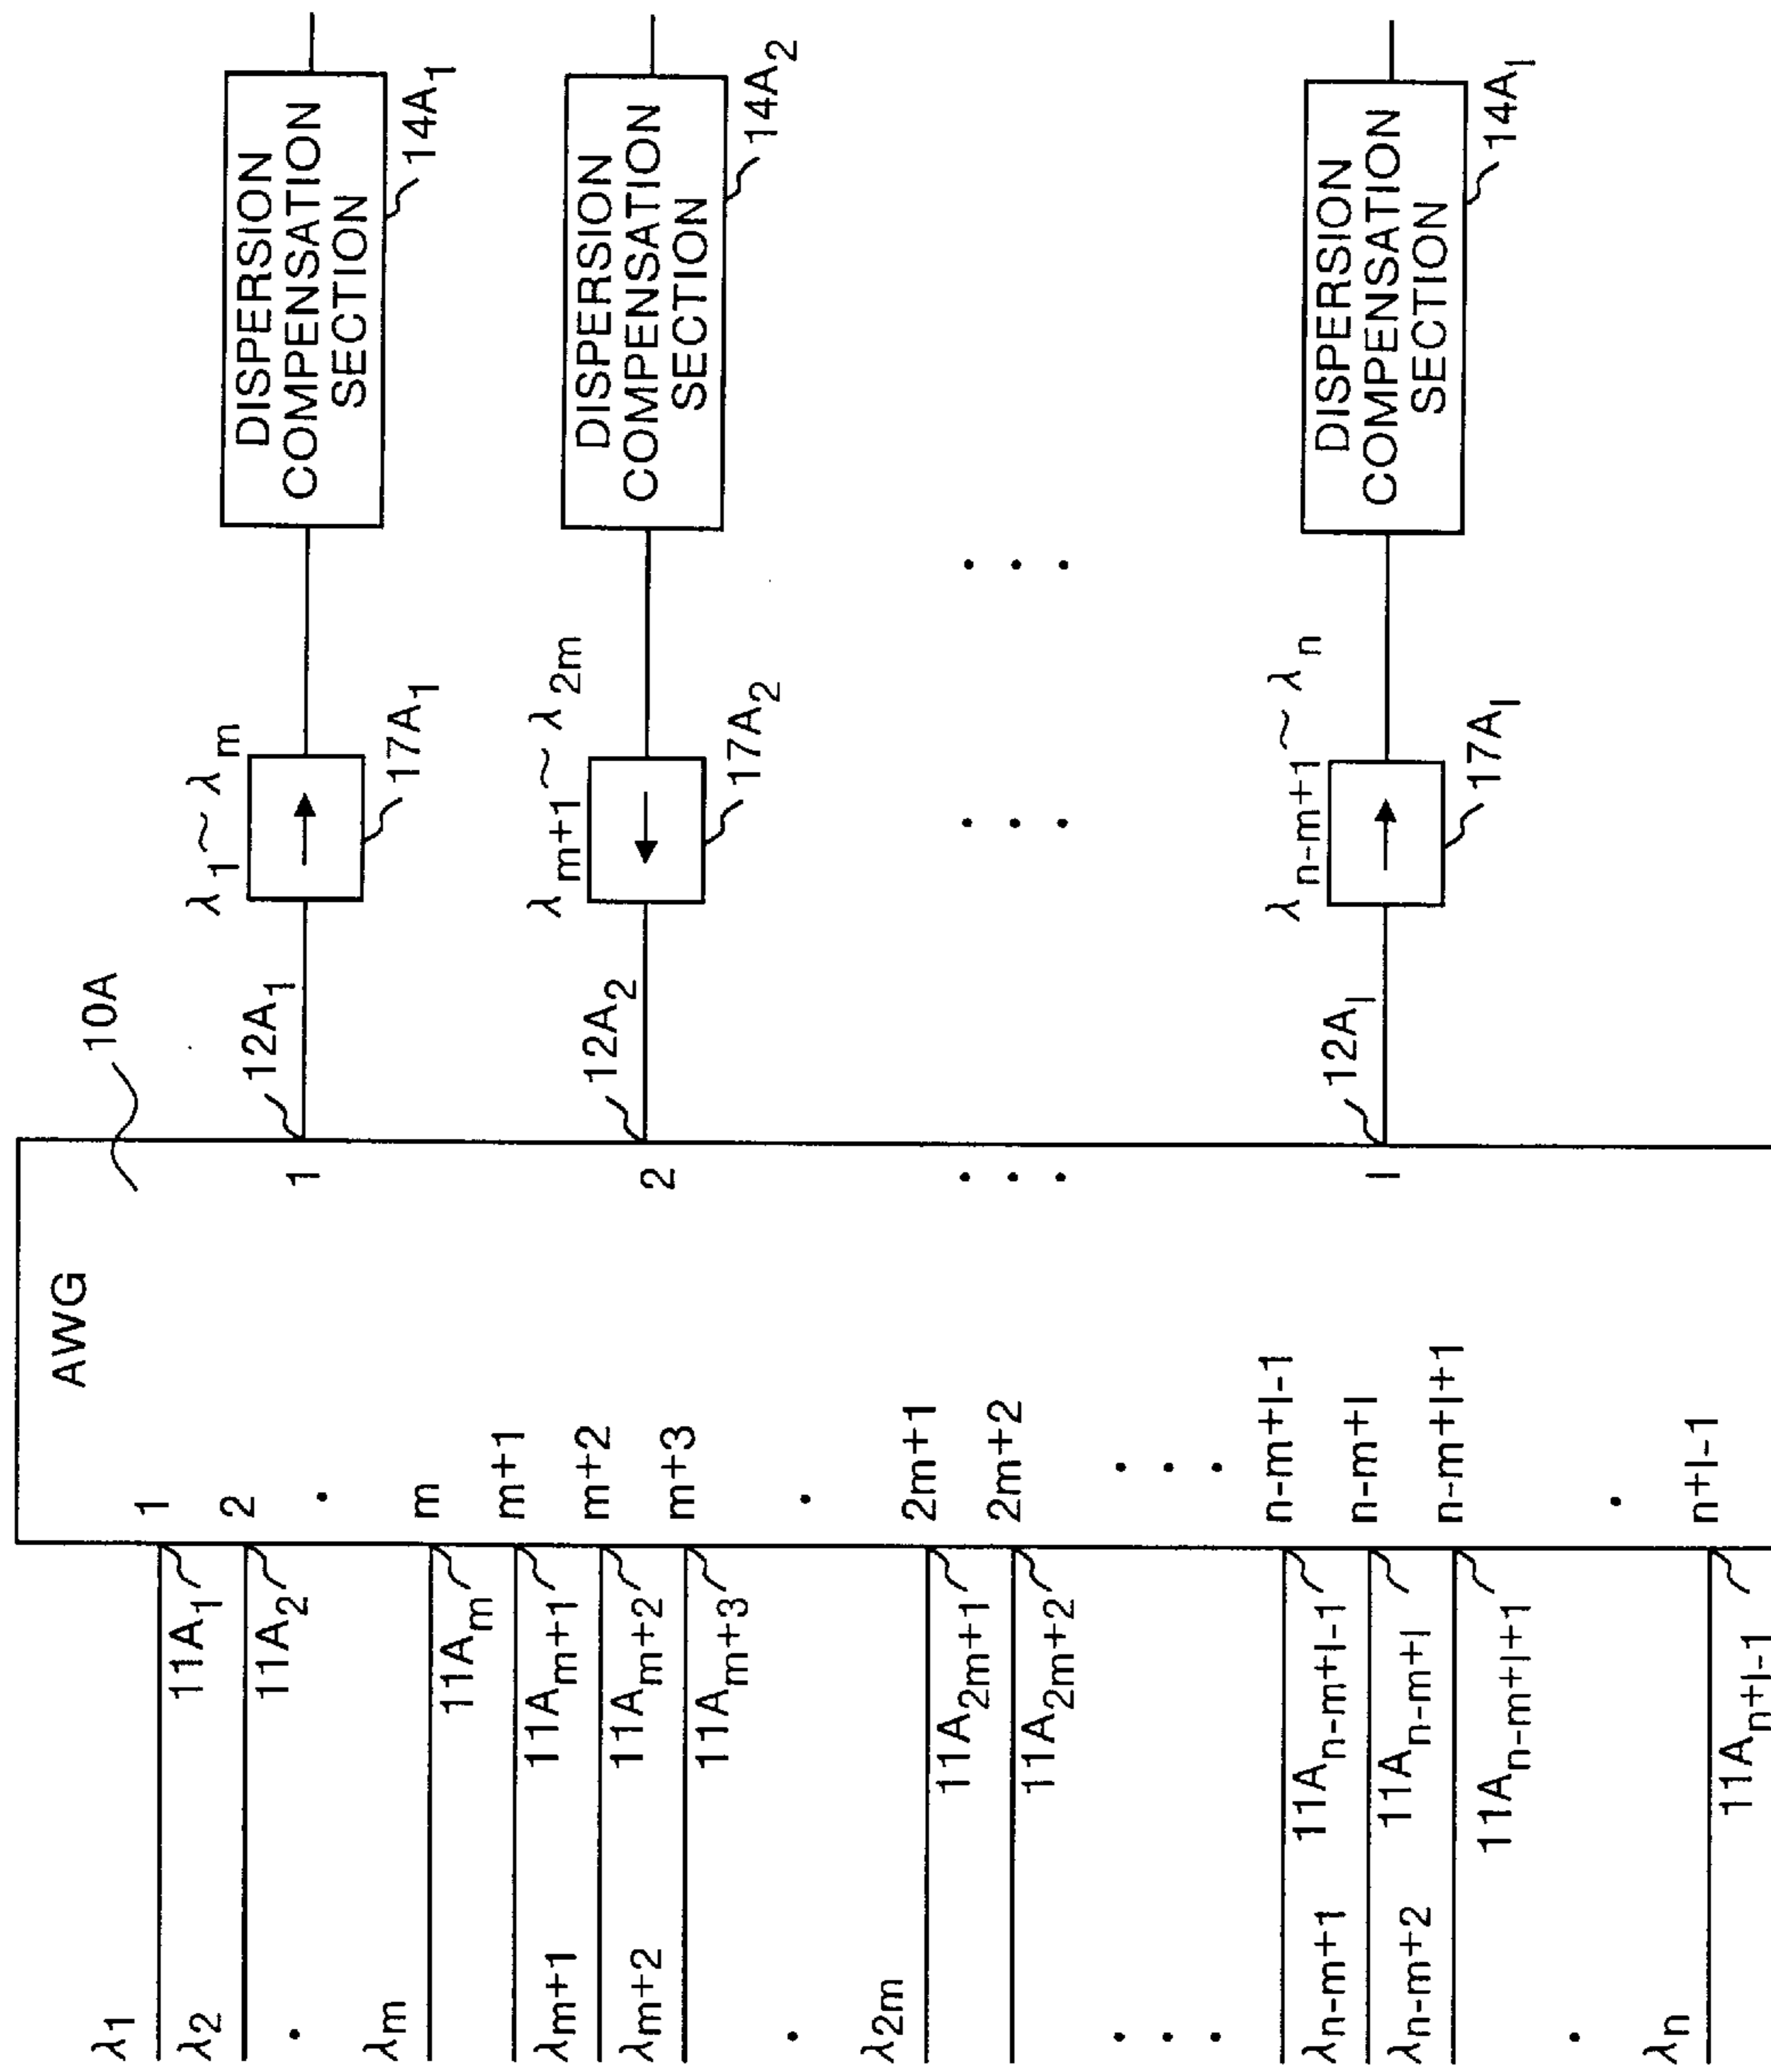 AWG
10A
λ1
1
11A1
λ2
2
11A2
λm
m
11Am
m+1
11Am+1
λm+1
m+2
11Am+2
λm+2
m+3
11Am+3
λ2m
2m+1
11A2m+1
2m+2
11A2m+2
n-m+l-1
11An-m+l-1
λn-m+1
n-m+l
11An-m+l
λn-m+2
n-m+l+1
11An-m+l+1
λn
n+l-1
11An+l-1
1
12A1
λ1~λm
17A1
DISPERSION
COMPENSATION
SECTION
14A1
2
12A2
λm+1~λ2m
17A2
DISPERSION
COMPENSATION
SECTION
14A2
l
12Al
λn-m+1~λn
17Al
DISPERSION
COMPENSATION
SECTION
14Al